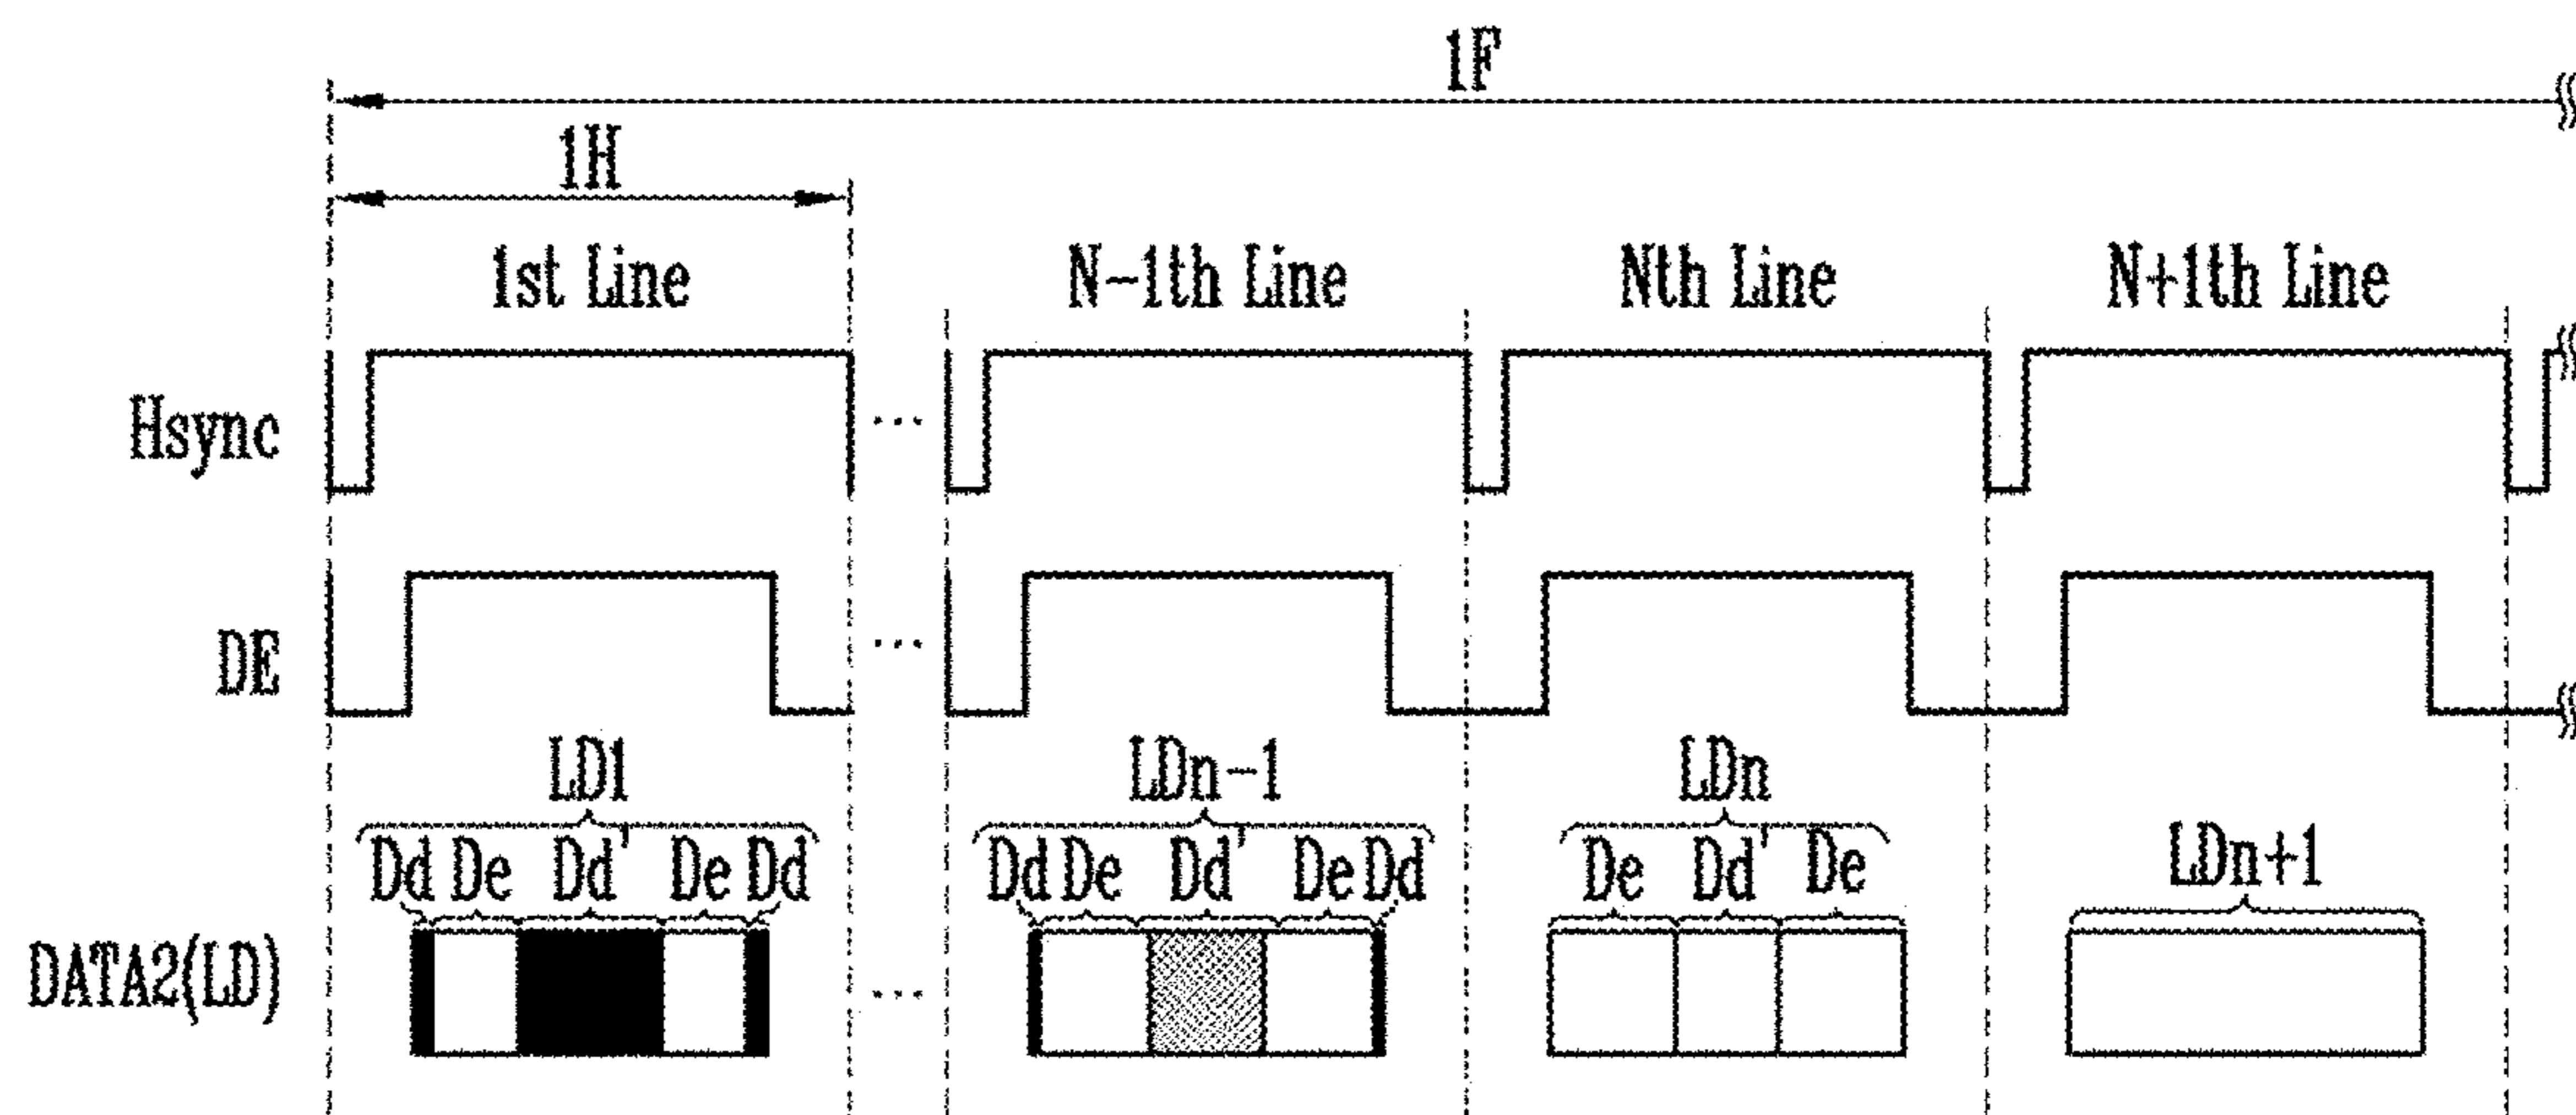 1F
1H
1st Line N-1th Line Nth Line N+1th Line
Hsync ...
DE ...
LD1 LDn-1 LDn LDn+1
Dd De Dd' De Dd Dd De Dd' De Dd De Dd' De
DATA2(LD) ...